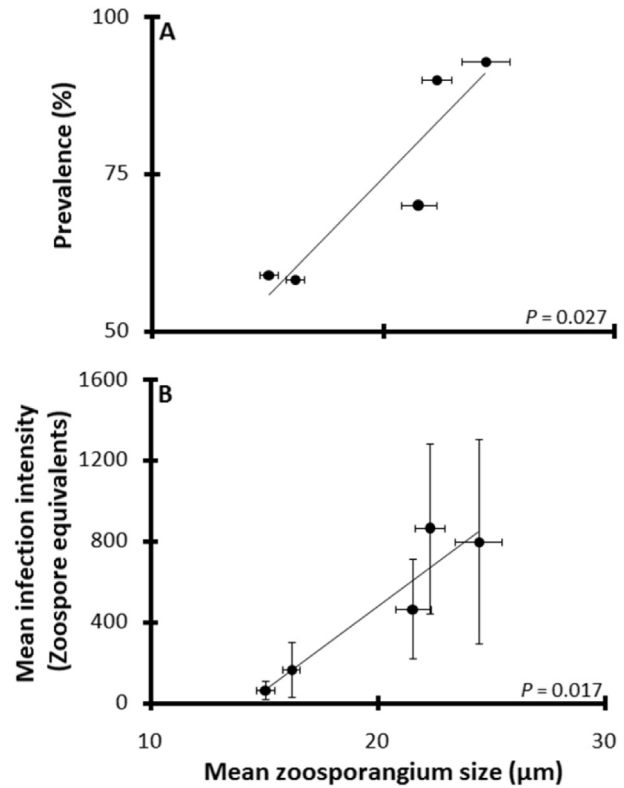 A
100
75
50
Prevalence (%)
P = 0.027
B
1600
1200
800
400
0
Mean infection intensity
(Zoospore equivalents)
P = 0.017
10 20 30
Mean zoosporangium size (µm)